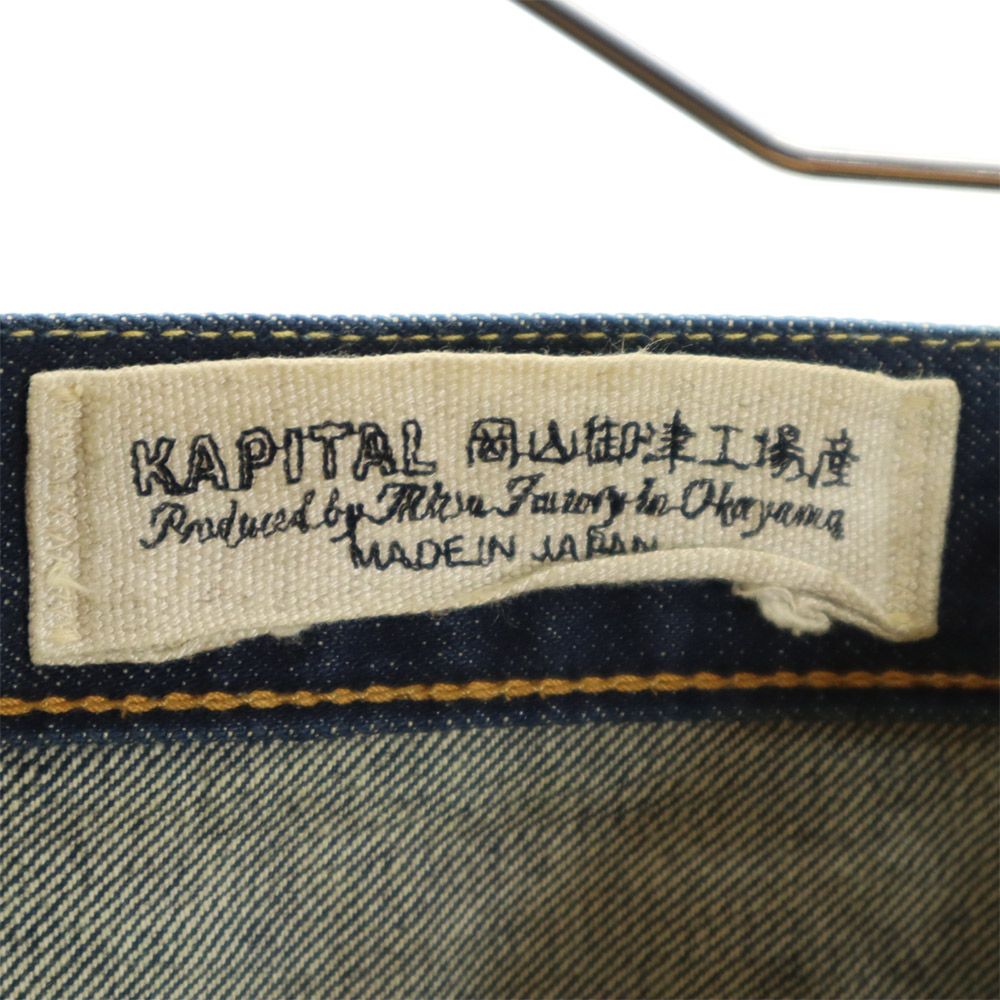 KAPITAL 岡山御津工場産
Produced by Mitsu Factory in Okayama
MADE IN JAPAN